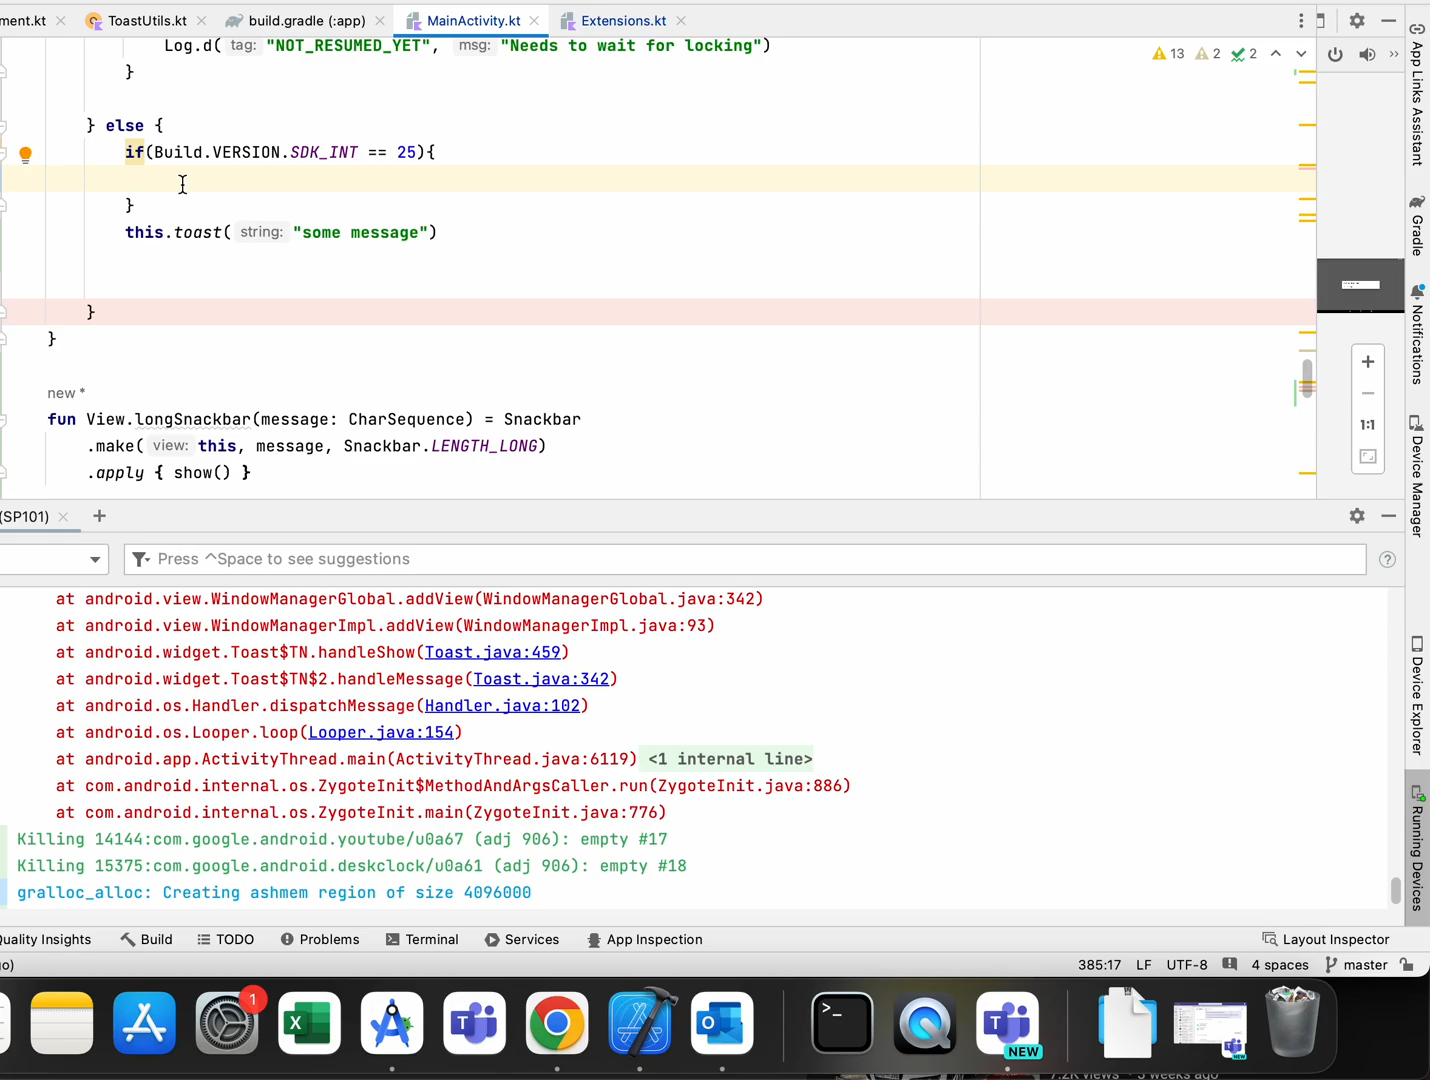 ment.kt
ToastUtils.kt
build.gradle (:app)
MainActivity.kt
Extensions.kt
Log.d( tag: "NOT_RESUMED_YET", msg: "Needs to wait for locking")
13 2 2
}
} else {
if(Build.VERSION.SDK_INT == 25){
}
this.toast( string: "some message")
}
}
new *
fun View.longSnackbar(message: CharSequence) = Snackbar
.make( view: this, message, Snackbar.LENGTH_LONG)
.apply { show() }
1:1
App Links Assistant
Gradle
Notifications
Device Manager
Device Explorer
Running Devices
(SP101)
Press ^Space to see suggestions
?
at android.view.WindowManagerGlobal.addView(WindowManagerGlobal.java:342)
at android.view.WindowManagerImpl.addView(WindowManagerImpl.java:93)
at android.widget.Toast$TN.handleShow(Toast.java:459)
at android.widget.Toast$TN$2.handleMessage(Toast.java:342)
at android.os.Handler.dispatchMessage(Handler.java:102)
at android.os.Looper.loop(Looper.java:154)
at android.app.ActivityThread.main(ActivityThread.java:6119) <1 internal line>
at com.android.internal.os.ZygoteInit$MethodAndArgsCaller.run(ZygoteInit.java:886)
at com.android.internal.os.ZygoteInit.main(ZygoteInit.java:776)
Killing 14144:com.google.android.youtube/u0a67 (adj 906): empty #17
Killing 15375:com.google.android.deskclock/u0a61 (adj 906): empty #18
gralloc_alloc: Creating ashmem region of size 4096000
uality Insights
Build
TODO
Problems
Terminal
Services
App Inspection
Layout Inspector
go)
385:17 LF UTF-8 4 spaces master
1
NEW
7.2K views • 3 weeks ago